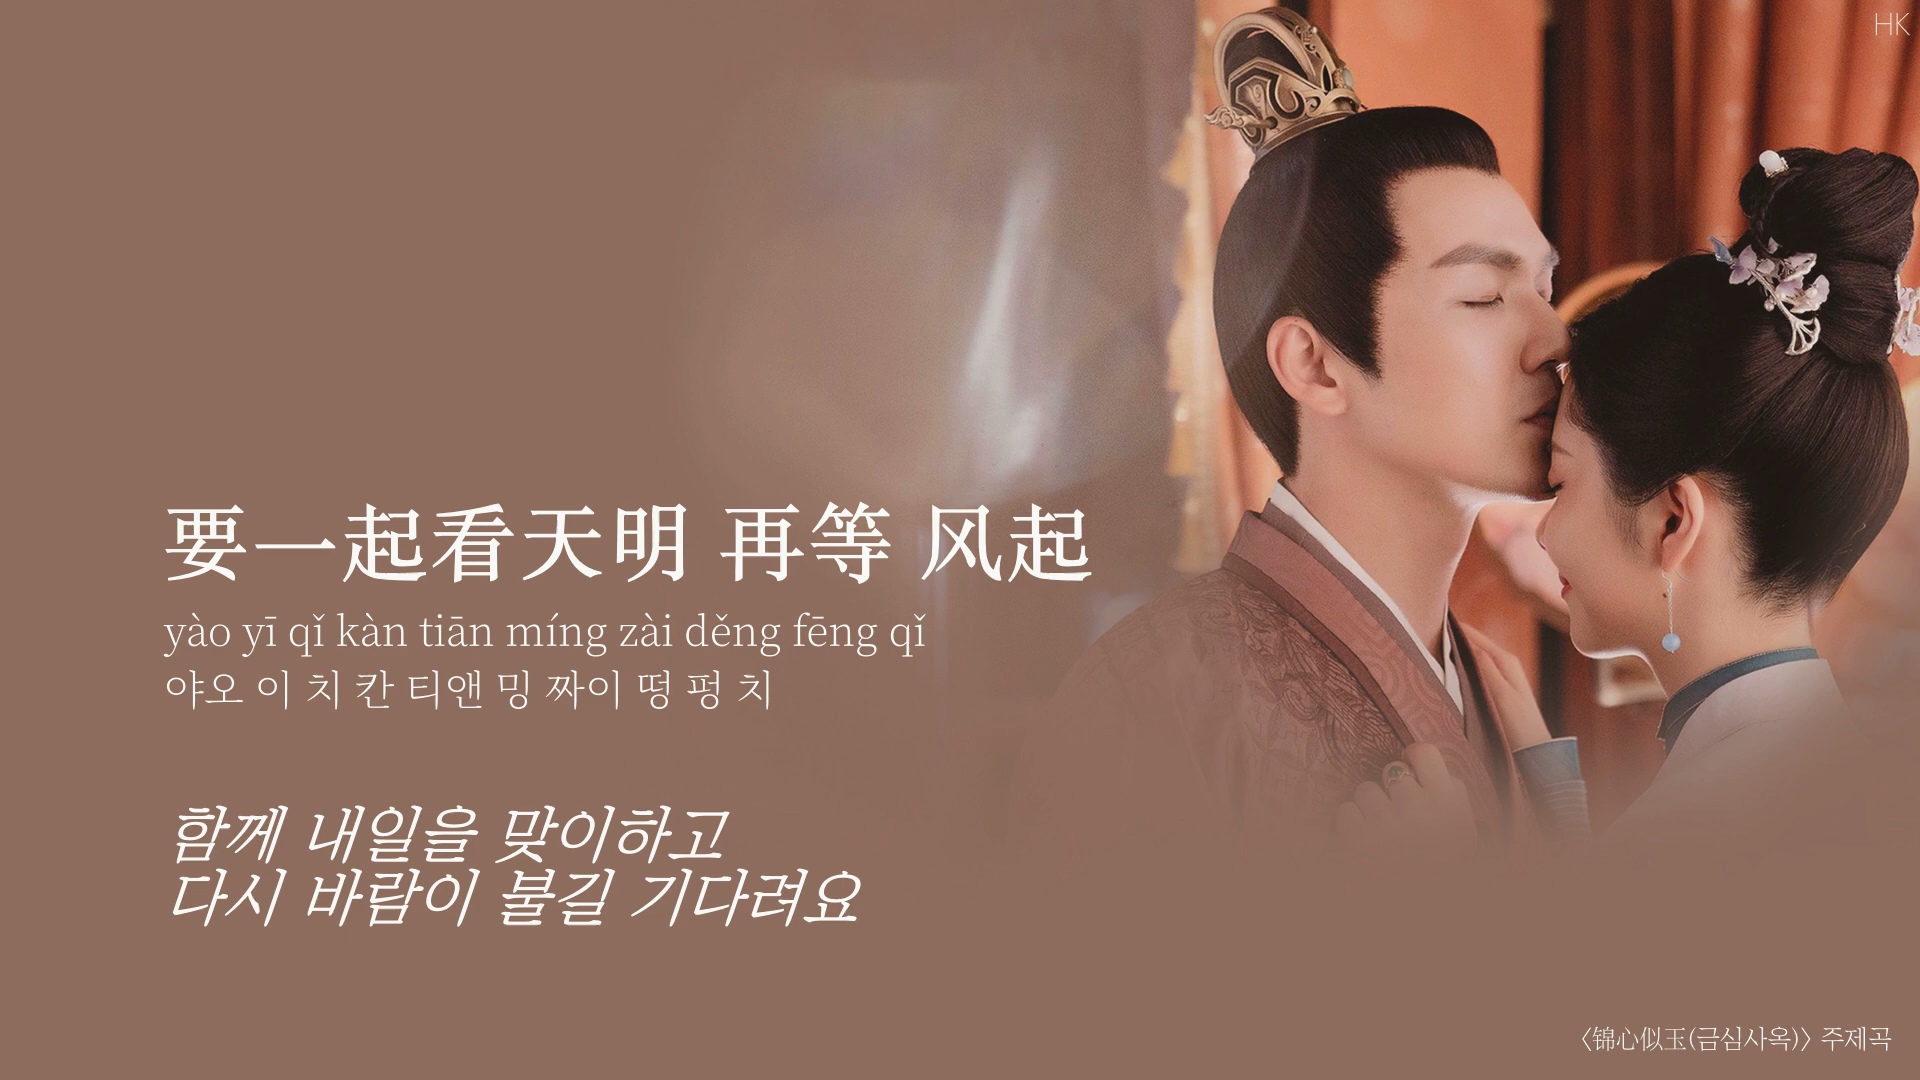 HK
要一起看天明 再等 风起
yào yī qǐ kàn tiān míng zài děng fēng qǐ
야오 이 치 칸 티앤 밍 짜이 떵 펑 치
함께 내일을 맞이하고
다시 바람이 불길 기다려요
〈锦心似玉(금심사옥)〉 주제곡